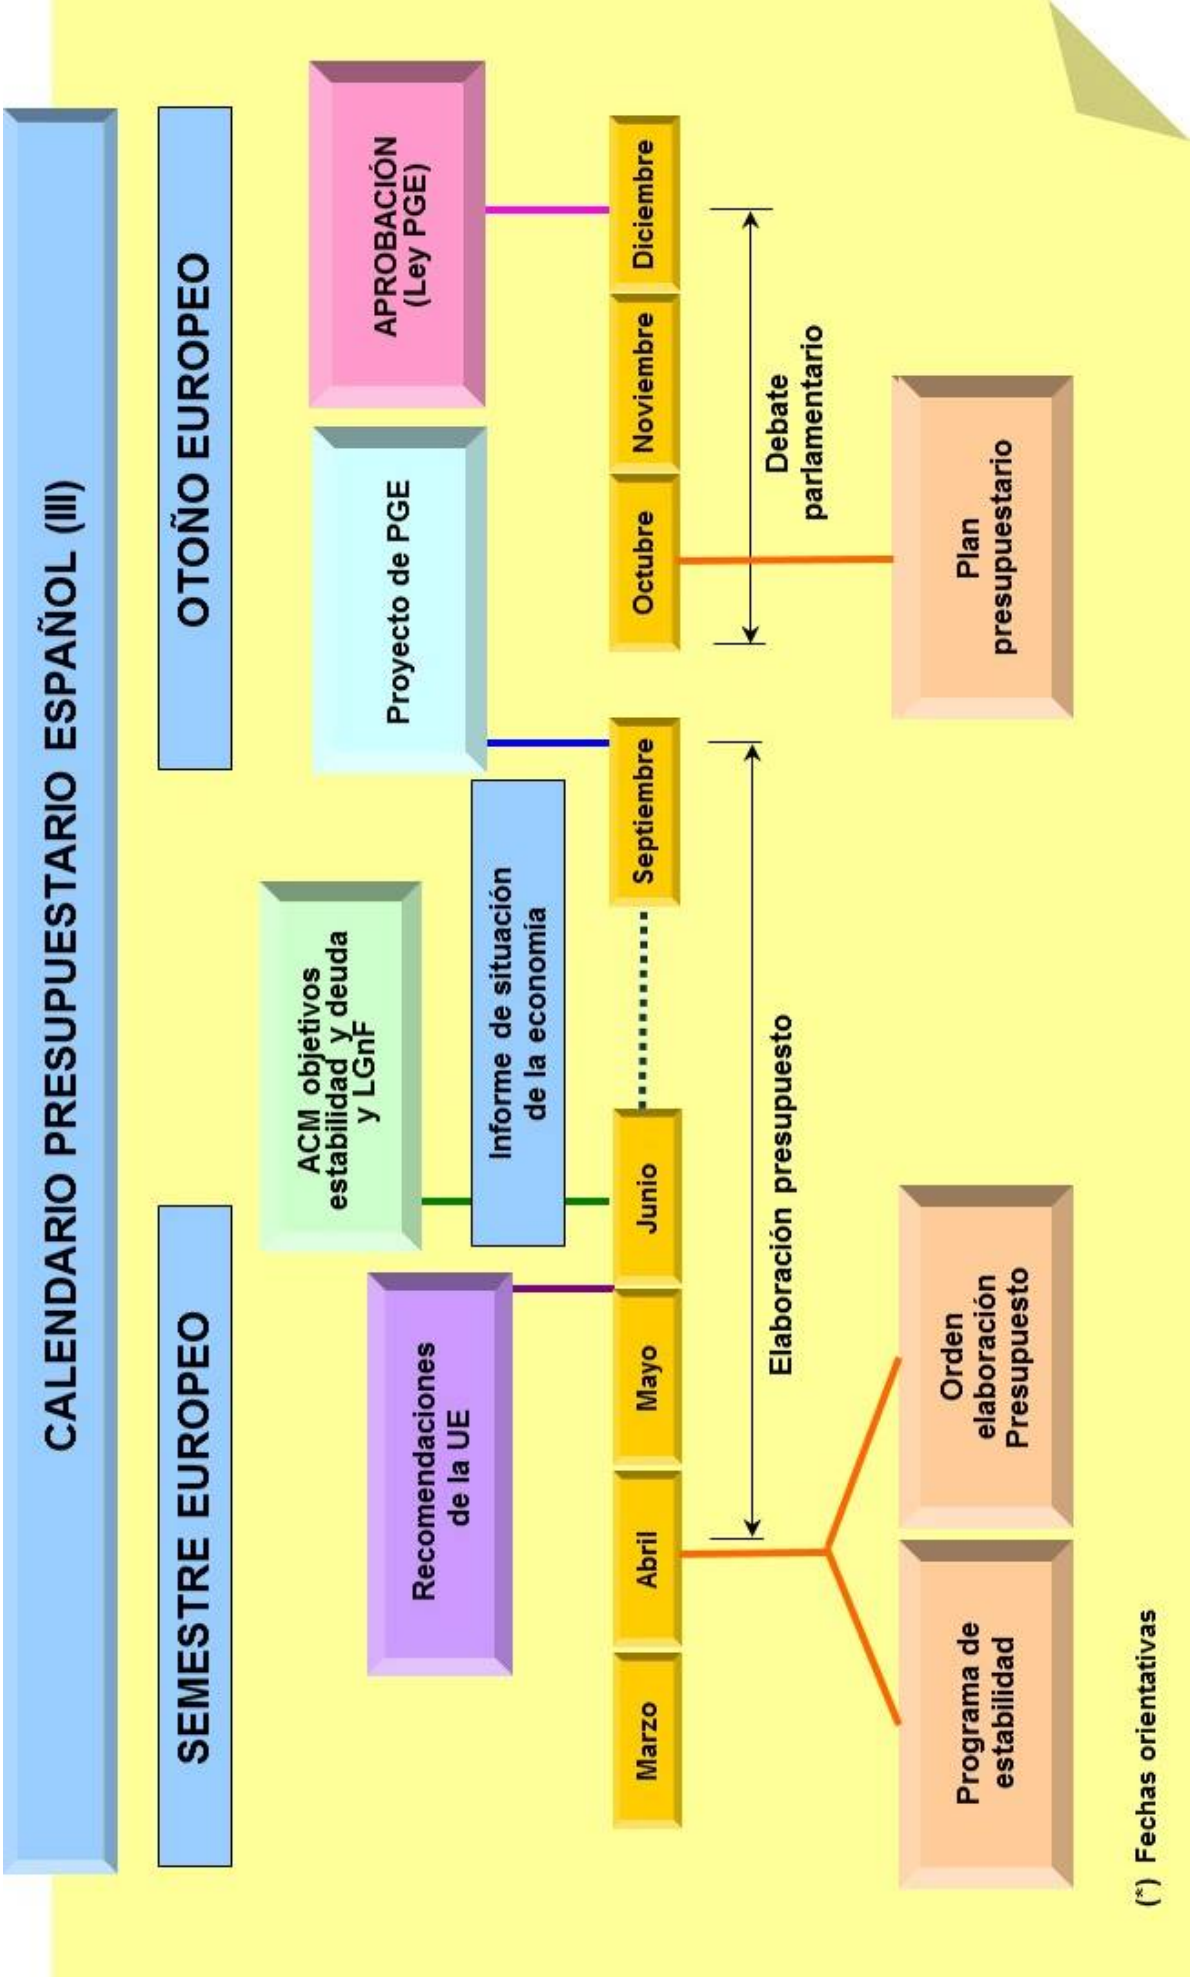 CALENDARIO PRESUPUESTARIO ESPAÑOL (III)
SEMESTRE EUROPEO
OTOÑO EUROPEO
Recomendaciones
de la UE
ACM objetivos
estabilidad y deuda
y LGnF
Informe de situación
de la economía
Proyecto de PGE
APROBACIÓN
(Ley PGE)
Marzo
Abril
Mayo
Junio
Septiembre
Octubre
Noviembre
Diciembre
Elaboración presupuesto
Debate
parlamentario
Programa de
estabilidad
Orden
elaboración
Presupuesto
Plan
presupuestario
(*) Fechas orientativas